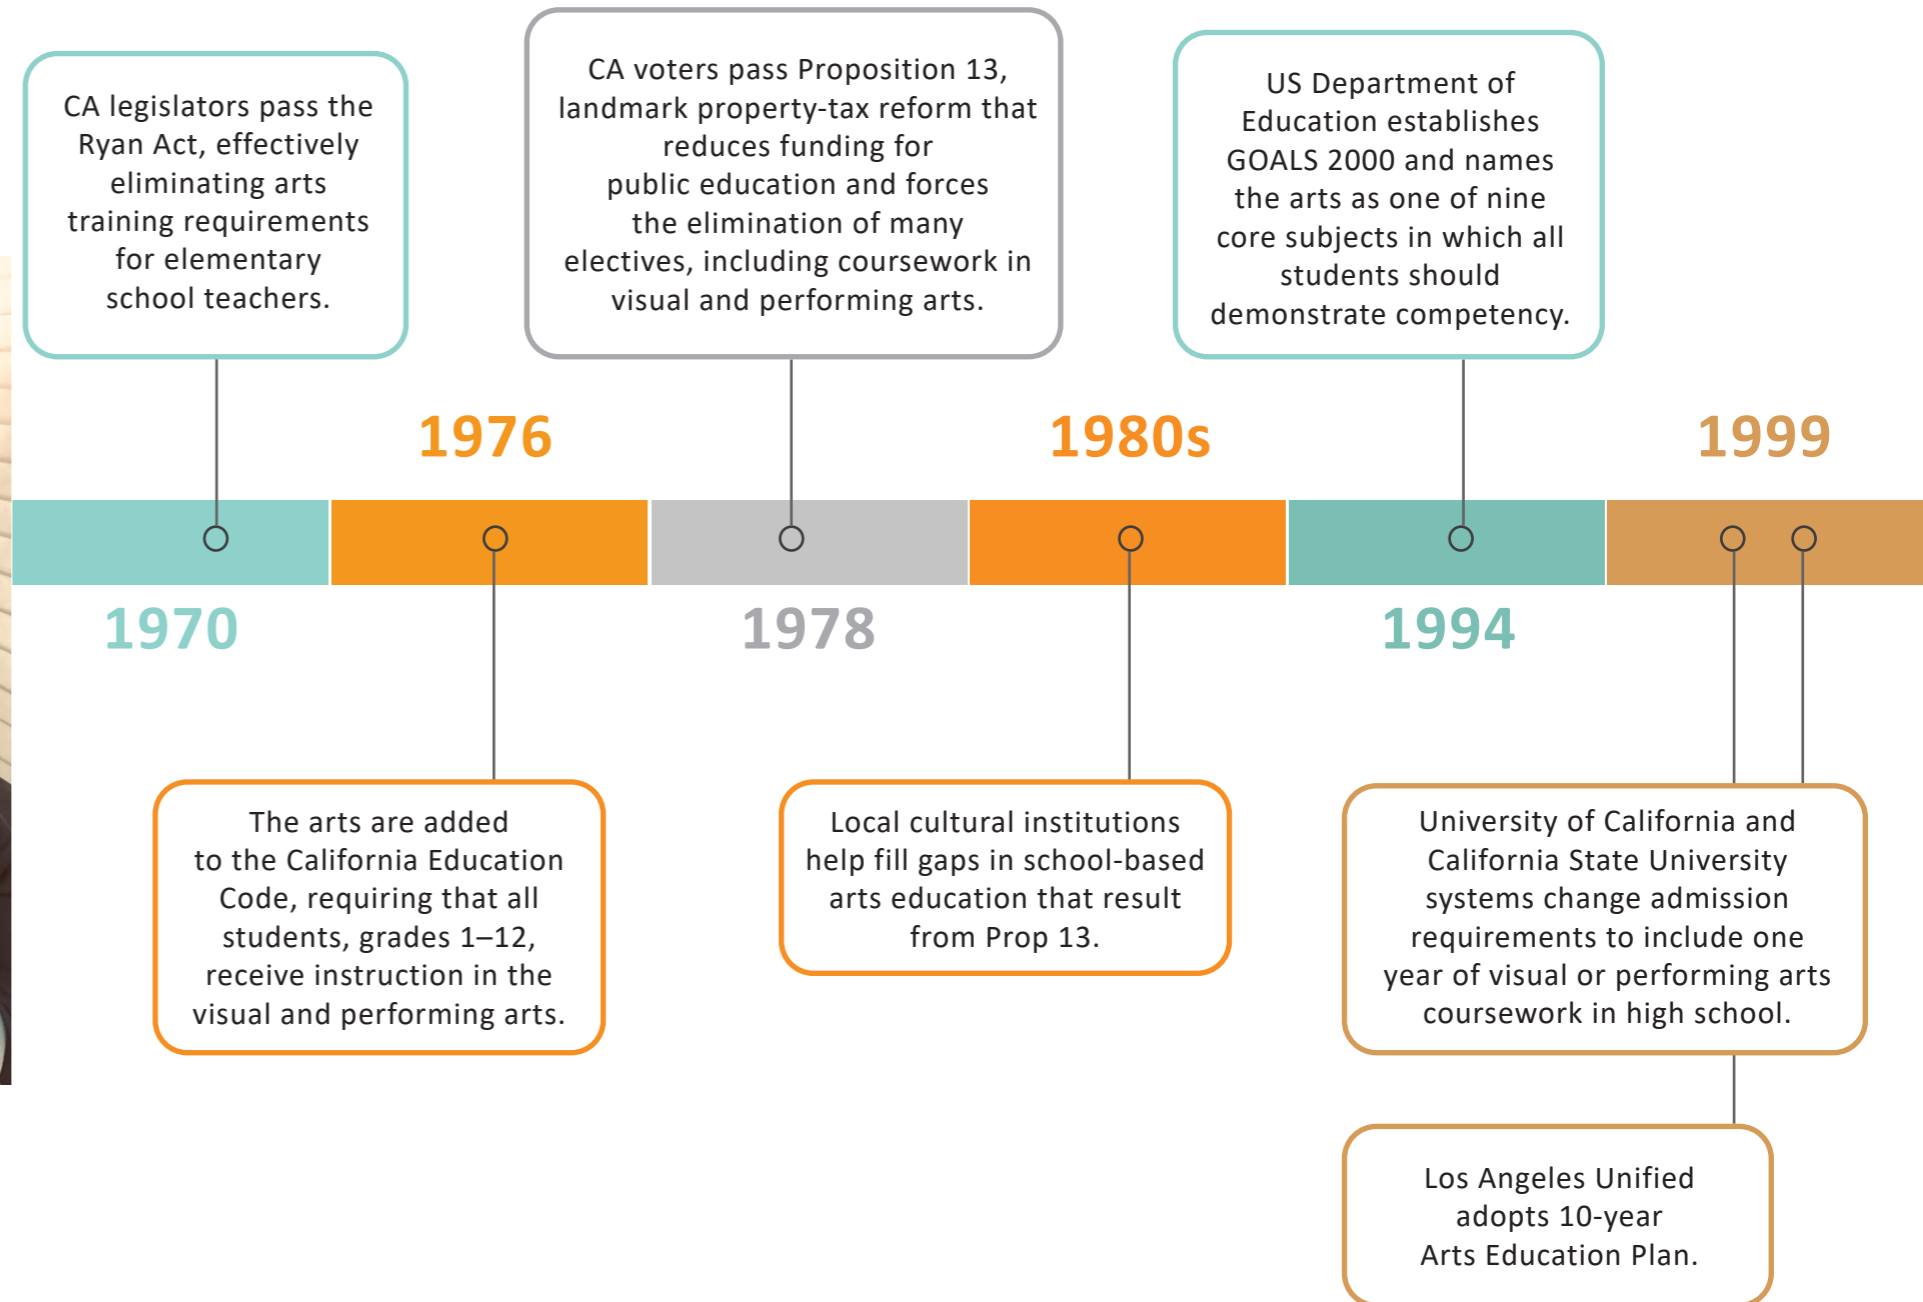 CA legislators pass the
Ryan Act, effectively
eliminating arts
training requirements
for elementary
school teachers.
1970
1976
The arts are added
to the California Education
Code, requiring that all
students, grades 1–12,
receive instruction in the
visual and performing arts.
CA voters pass Proposition 13,
landmark property-tax reform that
reduces funding for
public education and forces
the elimination of many
electives, including coursework in
visual and performing arts.
1978
1980s
Local cultural institutions
help fill gaps in school-based
arts education that result
from Prop 13.
US Department of
Education establishes
GOALS 2000 and names
the arts as one of nine
core subjects in which all
students should
demonstrate competency.
1994
1999
University of California and
California State University
systems change admission
requirements to include one
year of visual or performing arts
coursework in high school.
Los Angeles Unified
adopts 10-year
Arts Education Plan.